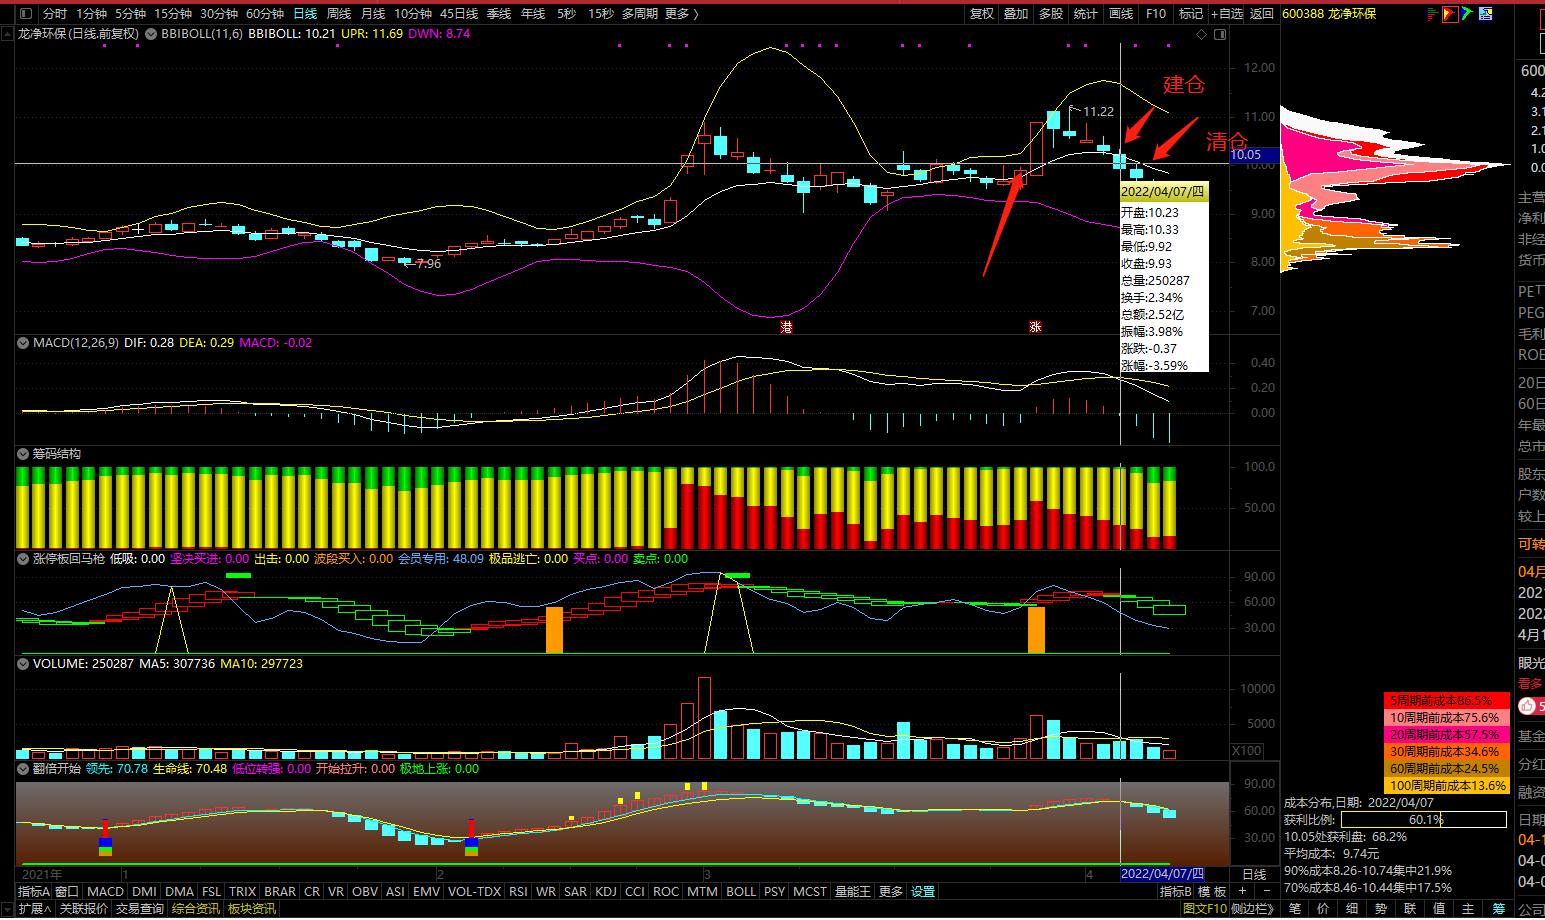 分时 1分钟 5分钟 15分钟 30分钟 60分钟 日线 周线 月线 10分钟 45日线 季线 年线 5秒 15秒 多周期 更多 〉 复权 叠加 多股 统计 画线 F10 标记 +自选 返回 600388 龙净环保
龙净环保(日线.前复权) BBIBOLL(11,6) BBIBOLL: 10.21 UPR: 11.69 DWN: 8.74
12.00
建仓
11.22
11.00
清仓
10.05
10.00
2022/04/07/四
开盘:10.23
最高:10.33
最低:9.92
收盘:9.93
总量:250287
换手:2.34%
总额:2.52亿
振幅:3.98%
涨跌:-0.37
涨幅:-3.59%
9.00
7.96
8.00
7.00
港
涨
MACD(12,26,9) DIF: 0.28 DEA: 0.29 MACD: -0.02
0.40
0.20
0.00
筹码结构
100.0
50.00
涨停板回马枪 低吸: 0.00 坚决买进: 0.00 出击: 0.00 波段买入: 0.00 会员专用: 48.09 极品逃亡: 0.00 买点: 0.00 卖点: 0.00
90.00
60.00
30.00
VOLUME: 250287 MA5: 307736 MA10: 297723
10000
5000
X100
翻倍开始 领先: 70.78 生命线: 70.48 低位转强: 0.00 开始拉升: 0.00 极地上涨: 0.00
90.00
60.00
30.00
2021年 1 2 3 4 2022/04/07/四 日线
指标A 窗口 MACD DMI DMA FSL TRIX BRAR CR VR OBV ASI EMV VOL-TDX RSI WR SAR KDJ CCI ROC MTM BOLL PSY MCST 量能王 更多 设置 指标B 模板 + −
扩展∧ 关联报价 交易查询 综合资讯 板块资讯 图文F10 侧边栏》 笔 价 细 势 联 值 主 筹
5周期前成本86.5%
10周期前成本75.6%
20周期前成本57.5%
30周期前成本34.6%
60周期前成本24.5%
100周期前成本13.6%
成本分布,日期: 2022/04/07
获利比例: 60.1%
10.05处获利盘: 68.2%
平均成本: 9.74元
90%成本8.26-10.74集中21.9%
70%成本8.46-10.44集中17.5%
600
4.2
3.1
2.1
1.0
0.0
主营
净利
非经
货币
PET
PEG
毛利
ROE
20日
60日
年最
总市
股东
户数
较上
可转
04月
202
2022
4月1
眼光
看多
5
基金
分红
融资
日期
04-1
04-0
04-0
公司